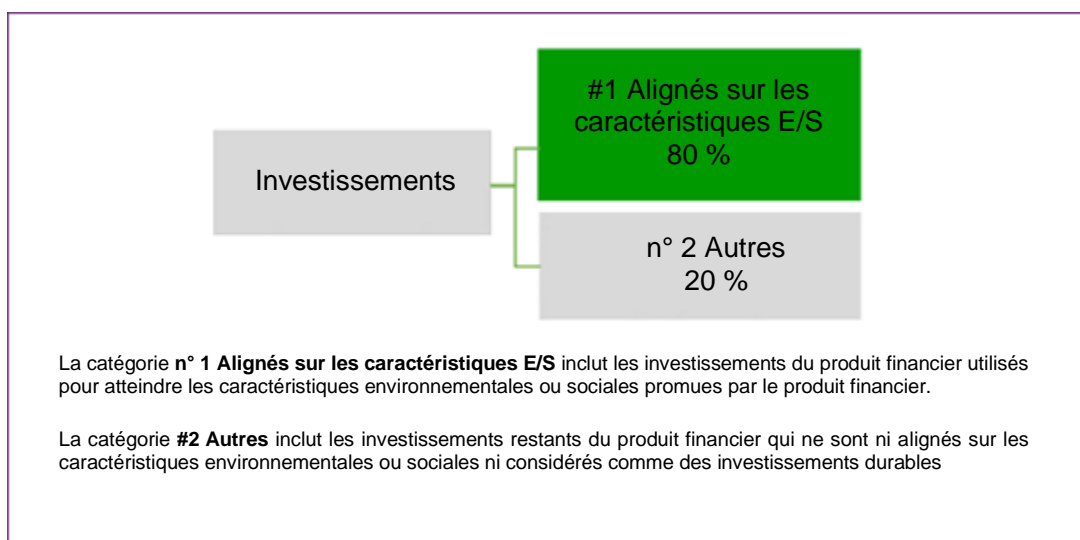 #1 Alignés sur les
caractéristiques E/S
80 %
Investissements
n° 2 Autres
20 %
La catégorie n° 1 Alignés sur les caractéristiques E/S inclut les investissements du produit financier utilisés
pour atteindre les caractéristiques environnementales ou sociales promues par le produit financier.
La catégorie #2 Autres inclut les investissements restants du produit financier qui ne sont ni alignés sur les
caractéristiques environnementales ou sociales ni considérés comme des investissements durables